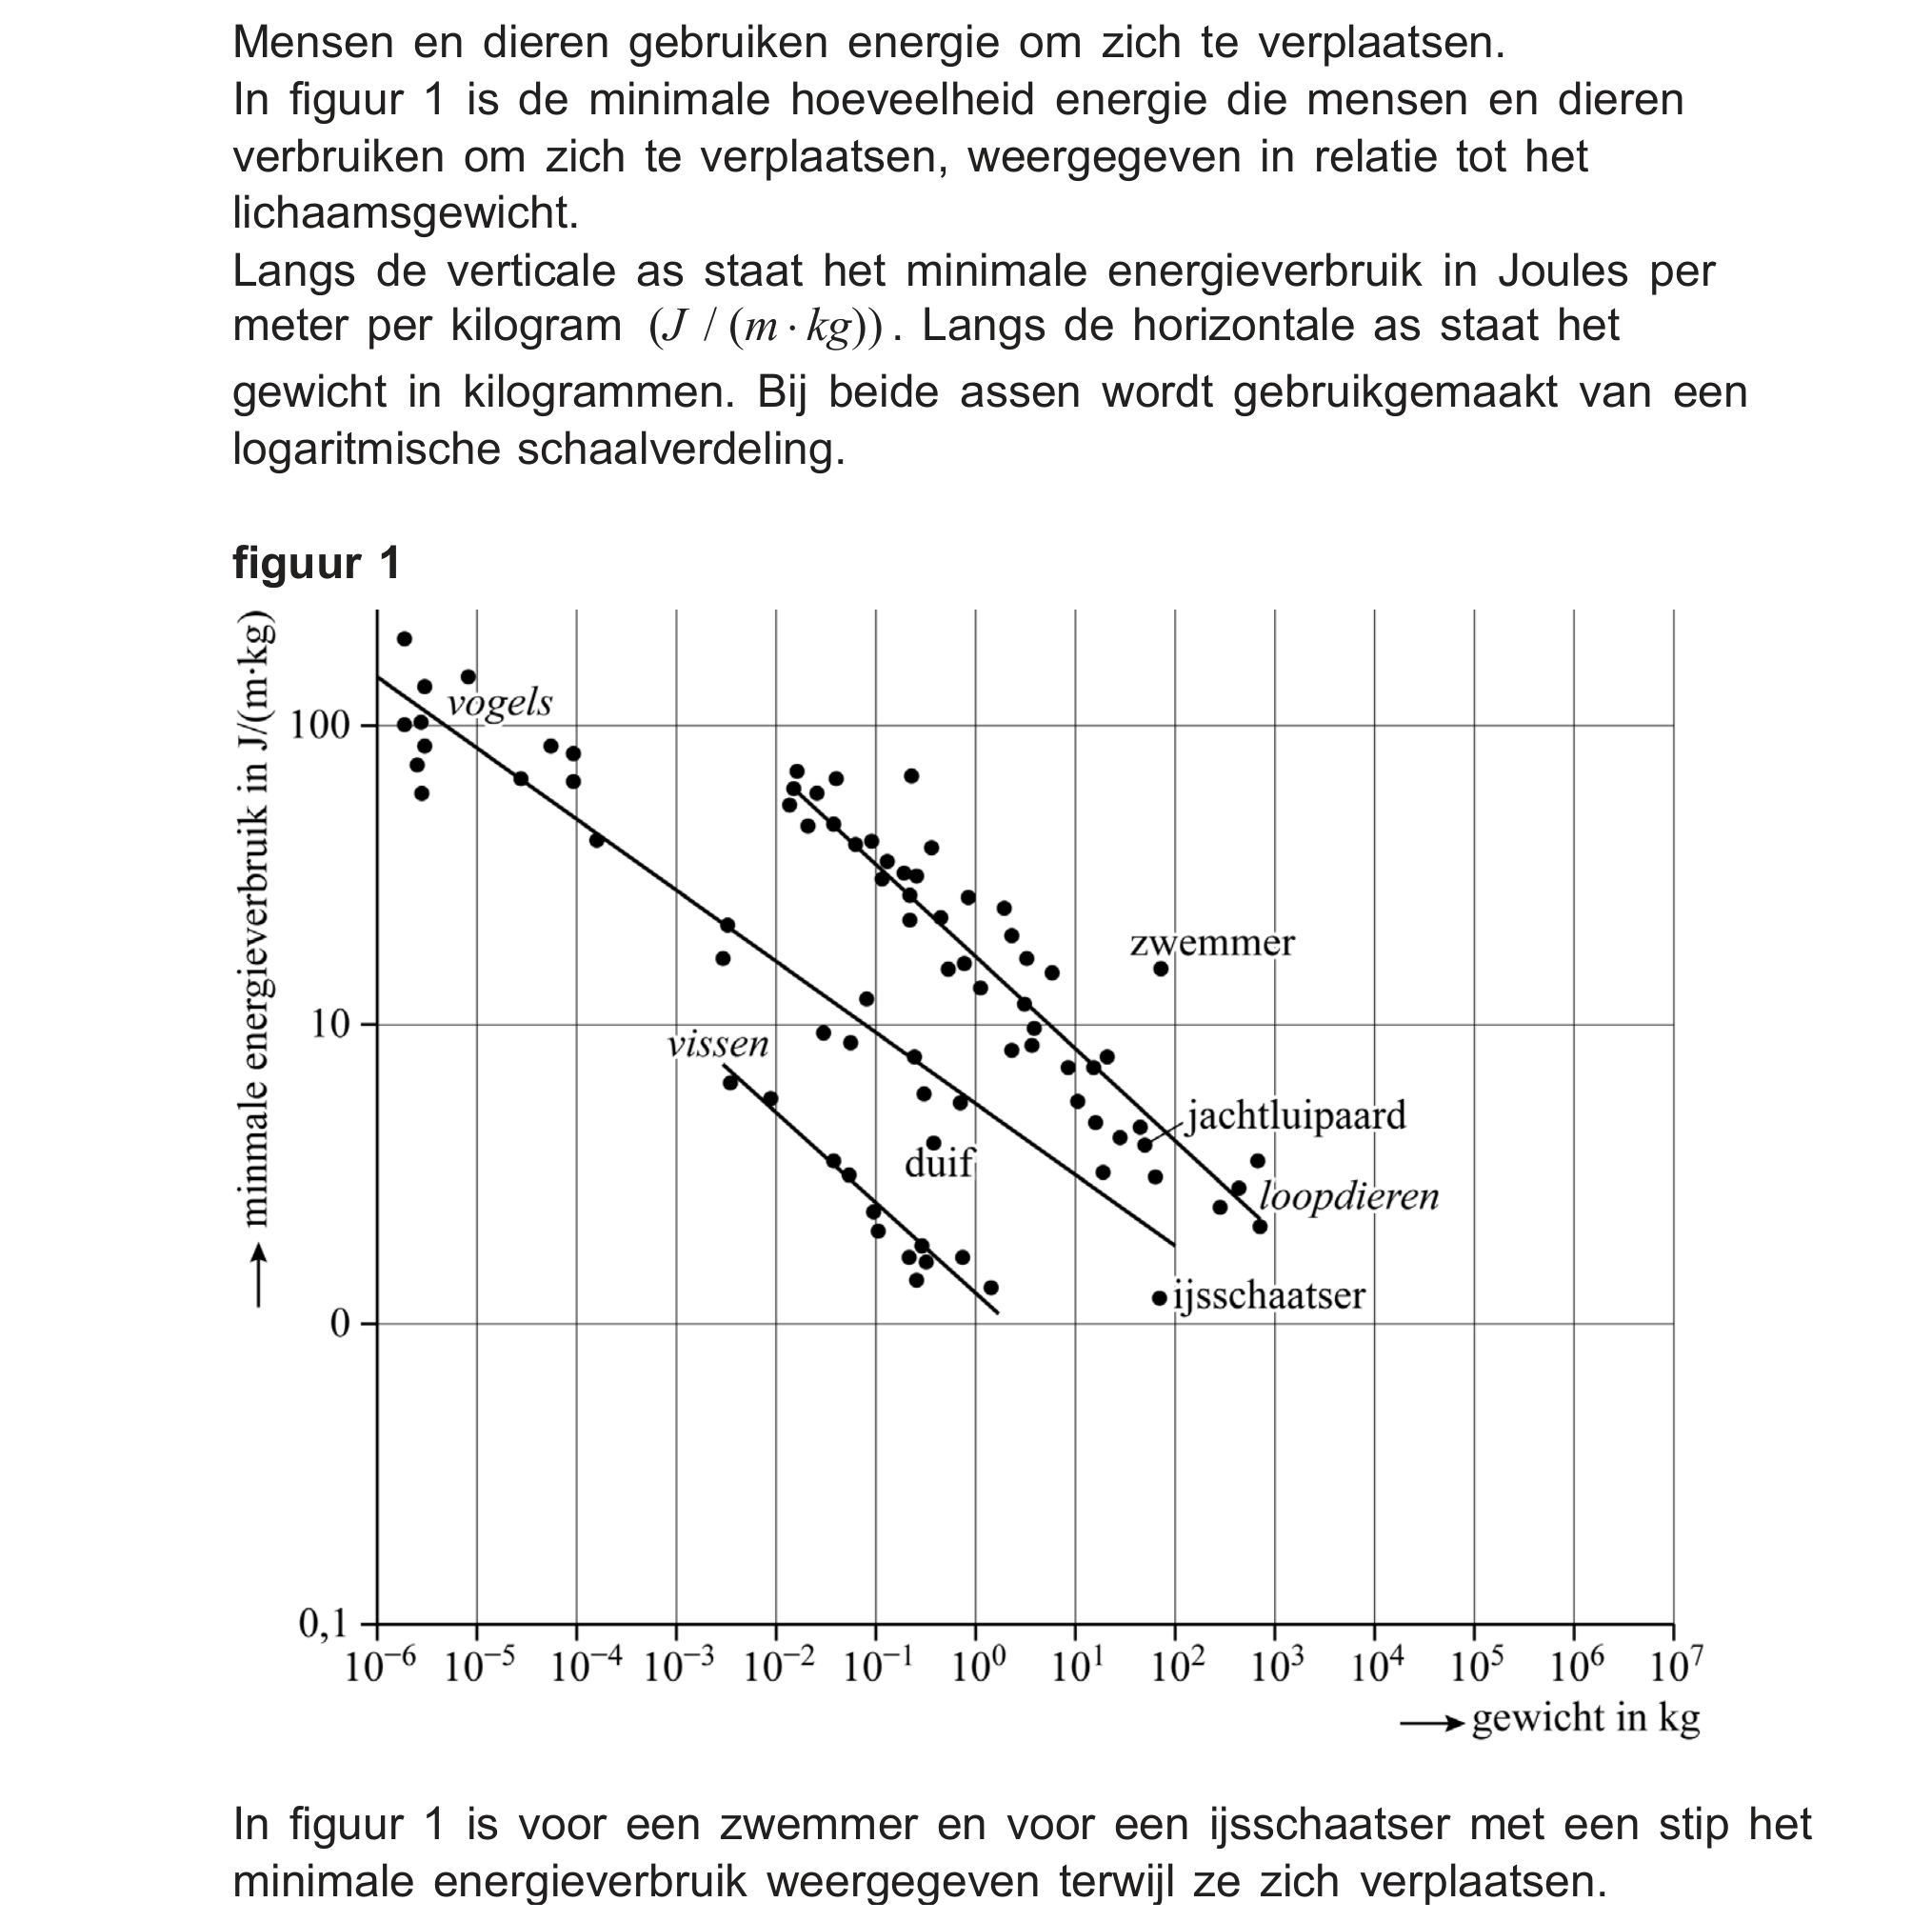 Mensen en dieren gebruiken energie om zich te verplaatsen.
In figuur 1 is de minimale hoeveelheid energie die mensen en dieren
verbruiken om zich te verplaatsen, weergegeven in relatie tot het
lichaamsgewicht.
Langs de verticale as staat het minimale energieverbruik in Joules per
meter per kilogram (J / (m · kg)). Langs de horizontale as staat het
gewicht in kilogrammen. Bij beide assen wordt gebruikgemaakt van een
logaritmische schaalverdeling.
figuur 1
minimale energieverbruik in J/(m·kg)
100
10
0
0,1
vogels
zwemmer
vissen
jachtluipaard
duif
loopdieren
ijsschaatser
10⁻⁶ 10⁻⁵ 10⁻⁴ 10⁻³ 10⁻² 10⁻¹ 10⁰ 10¹ 10² 10³ 10⁴ 10⁵ 10⁶ 10⁷
gewicht in kg
In figuur 1 is voor een zwemmer en voor een ijsschaatser met een stip het
minimale energieverbruik weergegeven terwijl ze zich verplaatsen.